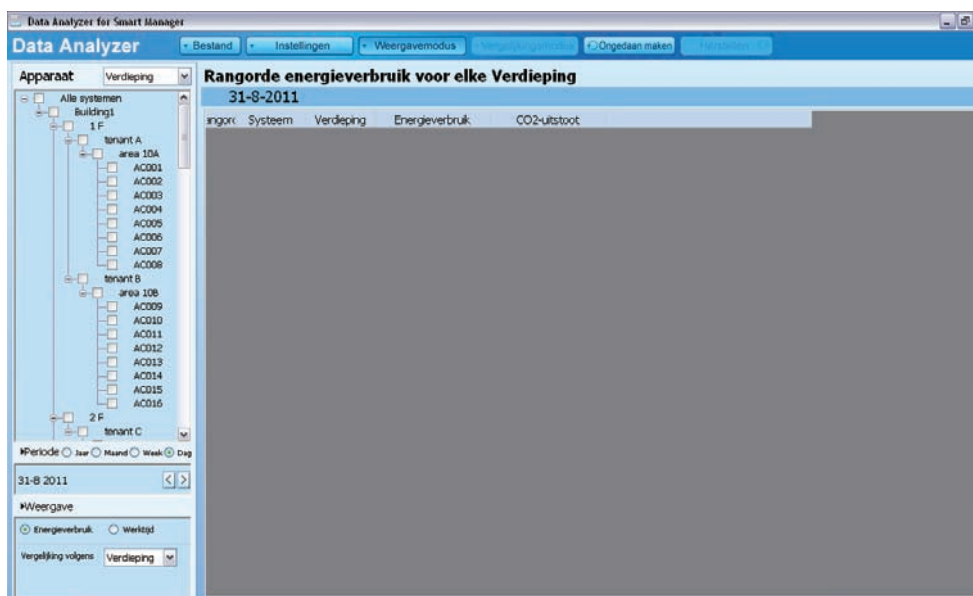 Data Analyzer for Smart Manager
Data Analyzer
Bestand
Instellingen
Weergavemodus
Vergelijkingsmodus
Ongedaan maken
Herstellen
Apparaat
Verdieping
Rangorde energieverbruik voor elke Verdieping
31-8-2011
Systeem Verdieping Energieverbruik CO2-uitstoot
Alle systemen
Building1
1 F
tenant A
area 10A
AC001
AC002
AC003
AC004
AC005
AC006
AC007
AC008
tenant B
area 10B
AC009
AC010
AC011
AC012
AC013
AC014
AC015
AC016
2 F
tenant C
Periode Jaar Maand Week Dag
31-8 2011
Weergave
Energieverbruik Werktijd
Vergelijking volgens Verdieping